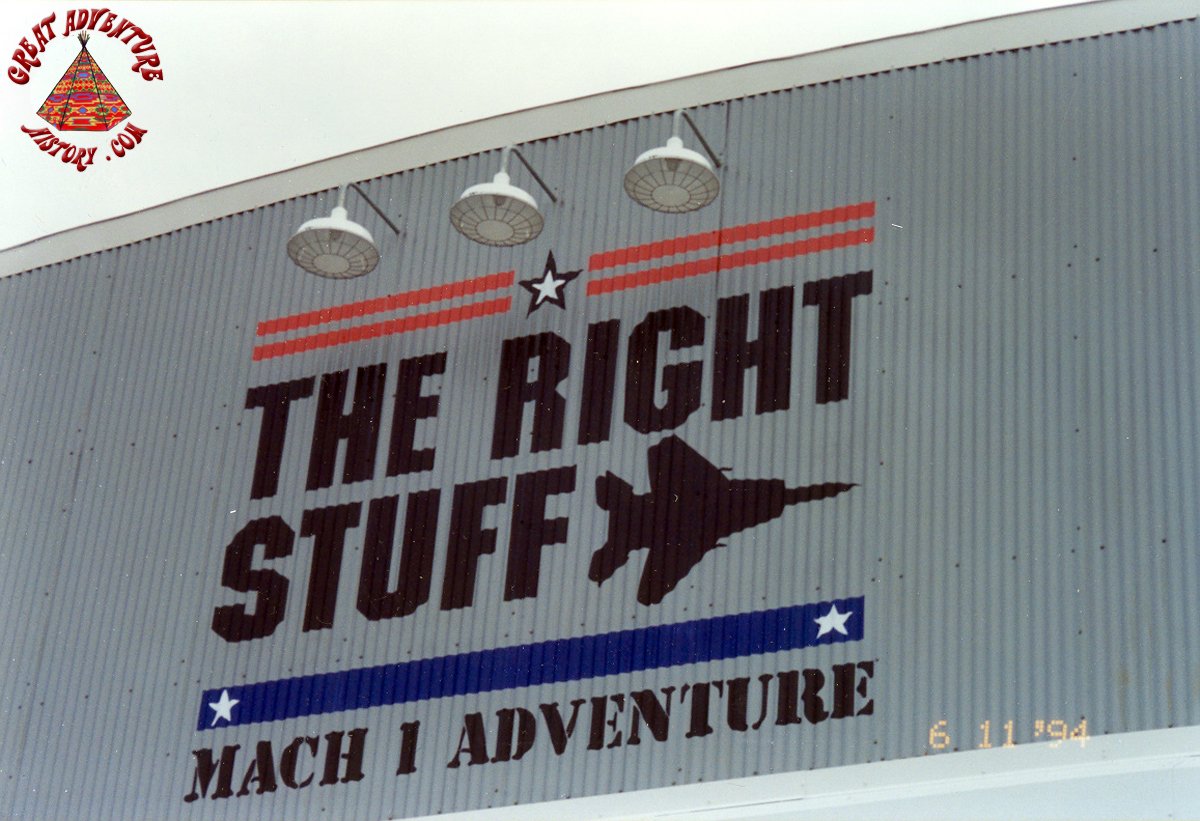 GREAT ADVENTURE
HISTORY.COM
THE RIGHT
STUFF
MACH 1 ADVENTURE
6 11 '94